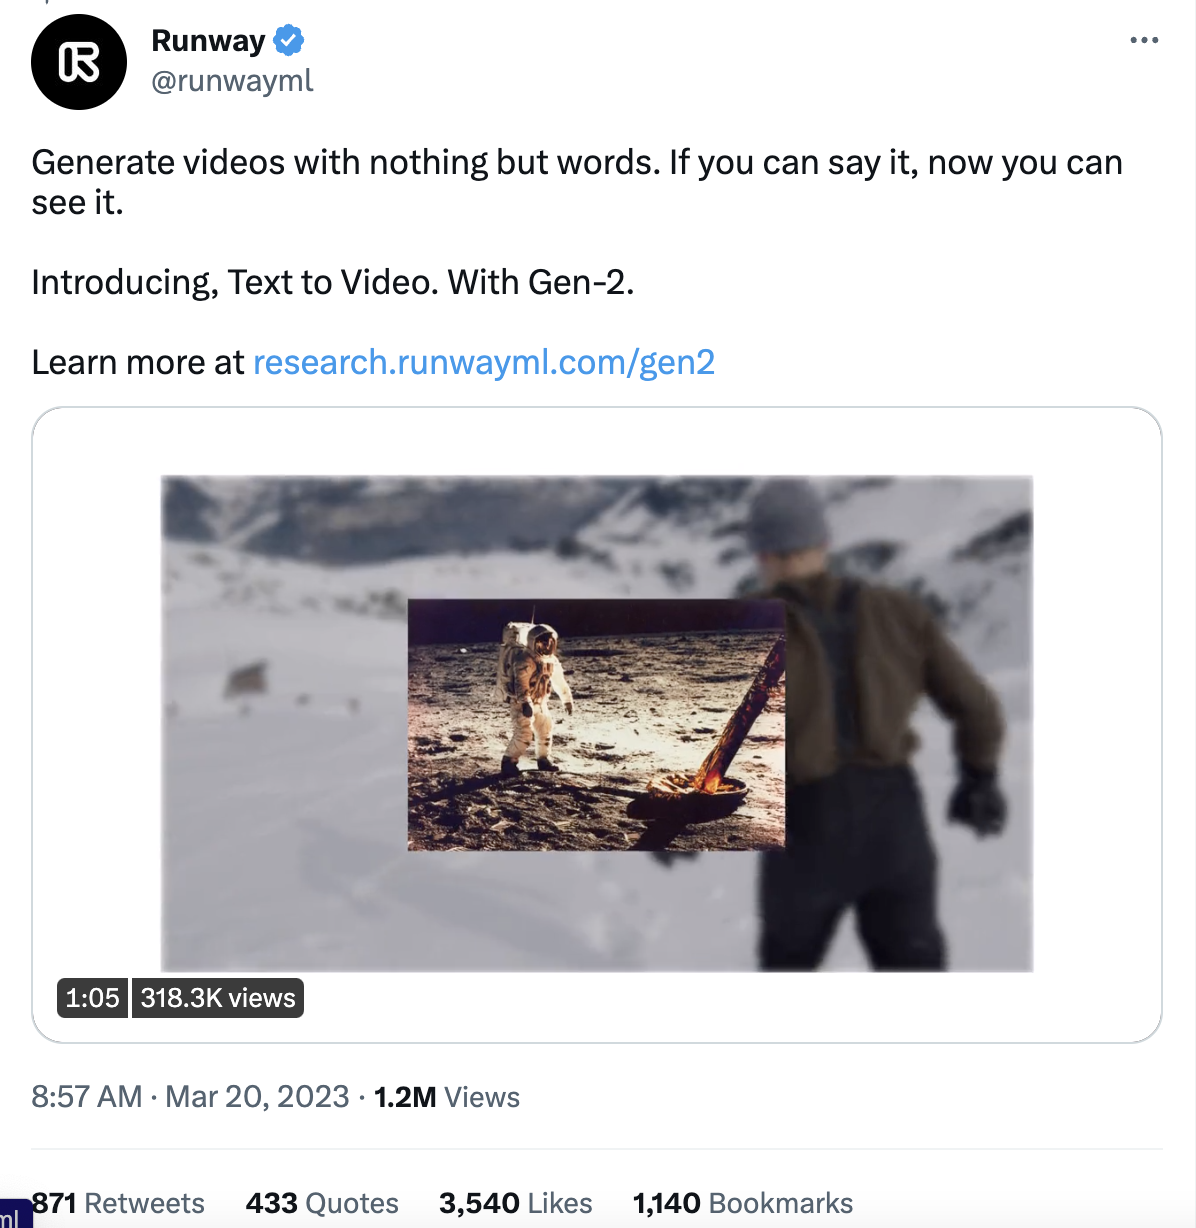 Runway
@runwayml
Generate videos with nothing but words. If you can say it, now you can
see it.
Introducing, Text to Video. With Gen-2.
Learn more at research.runwayml.com/gen2
1:05 318.3K views
8:57 AM · Mar 20, 2023 · 1.2M Views
871 Retweets 433 Quotes 3,540 Likes 1,140 Bookmarks
ml